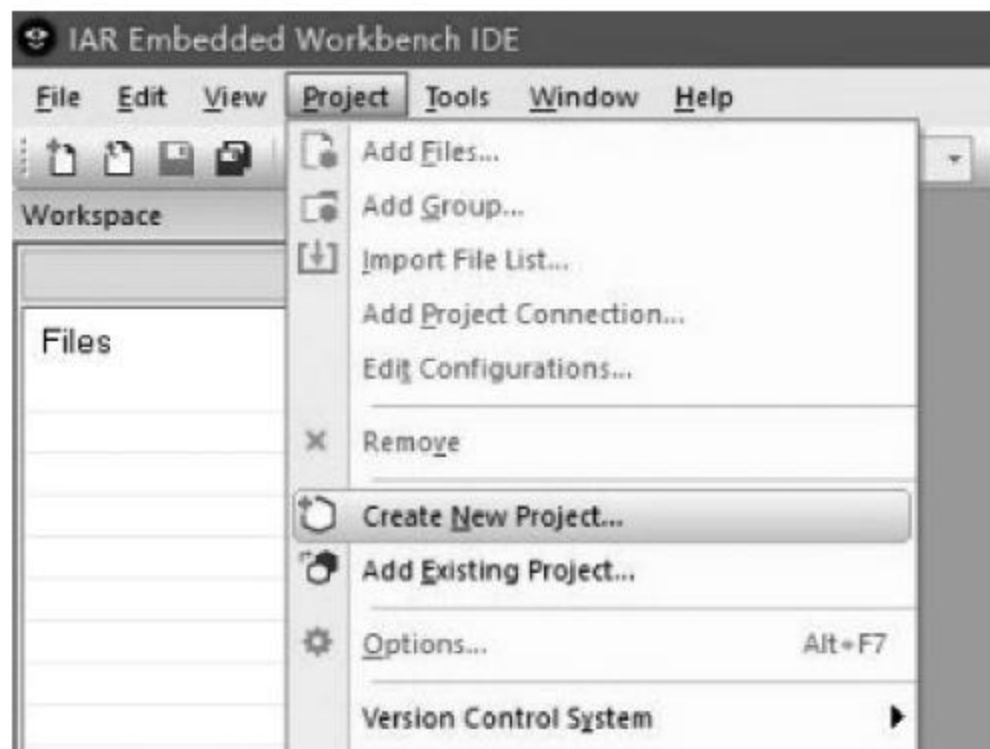 IAR Embedded Workbench IDE
File Edit View Project Tools Window Help
Add Files...
Add Group...
Workspace
Import File List...
Add Project Connection...
Files
Edit Configurations...
Remove
Create New Project...
Add Existing Project...
Options... Alt+F7
Version Control System